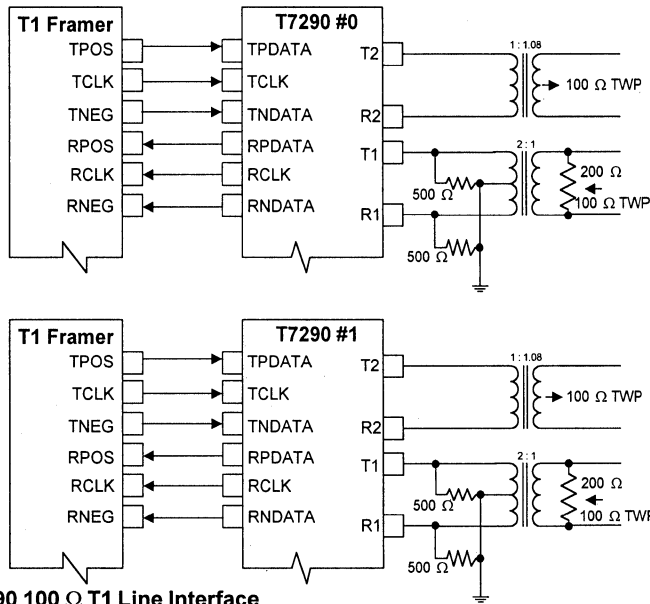 T1 Framer
T7290 #0
TPOS
TPDATA
T2
1 : 1.08
TCLK
TCLK
100 Ω TWP
TNEG
TNDATA
R2
RPOS
RPDATA
T1
2 : 1
RCLK
RCLK
500 Ω
200 Ω
RNEG
RNDATA
R1
100 Ω TWP
500 Ω
T1 Framer
T7290 #1
TPOS
TPDATA
T2
1 : 1.08
TCLK
TCLK
100 Ω TWP
TNEG
TNDATA
R2
RPOS
RPDATA
T1
2 : 1
RCLK
RCLK
500 Ω
200 Ω
RNEG
RNDATA
R1
100 Ω TWP
500 Ω
90 100 Ω T1 Line Interface